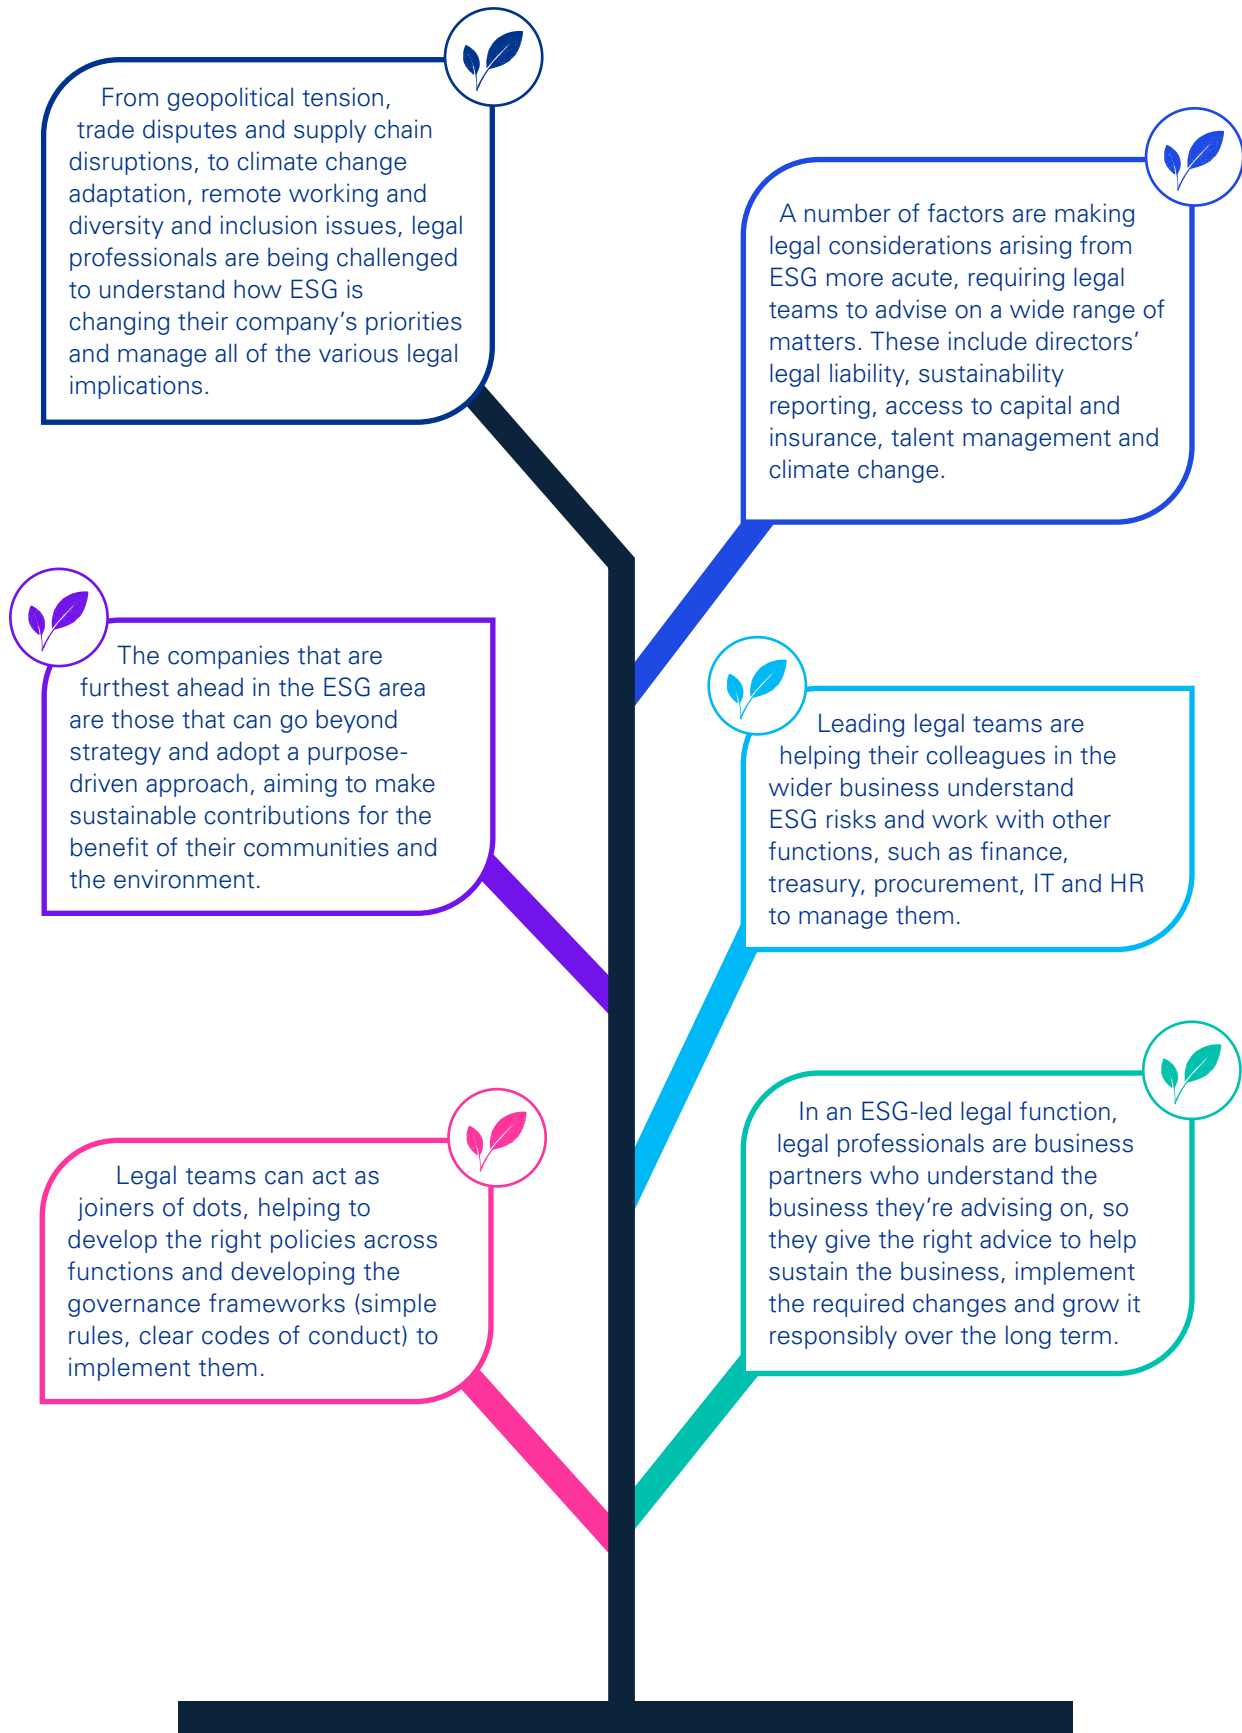 From geopolitical tension,
trade disputes and supply chain
disruptions, to climate change
adaptation, remote working and
diversity and inclusion issues, legal
professionals are being challenged
to understand how ESG is
changing their company’s priorities
and manage all of the various legal
implications.
A number of factors are making
legal considerations arising from
ESG more acute, requiring legal
teams to advise on a wide range of
matters. These include directors’
legal liability, sustainability
reporting, access to capital and
insurance, talent management and
climate change.
The companies that are
furthest ahead in the ESG area
are those that can go beyond
strategy and adopt a purpose-
driven approach, aiming to make
sustainable contributions for the
benefit of their communities and
the environment.
Leading legal teams are
helping their colleagues in the
wider business understand
ESG risks and work with other
functions, such as finance,
treasury, procurement, IT and HR
to manage them.
Legal teams can act as
joiners of dots, helping to
develop the right policies across
functions and developing the
governance frameworks (simple
rules, clear codes of conduct) to
implement them.
In an ESG-led legal function,
legal professionals are business
partners who understand the
business they’re advising on, so
they give the right advice to help
sustain the business, implement
the required changes and grow it
responsibly over the long term.